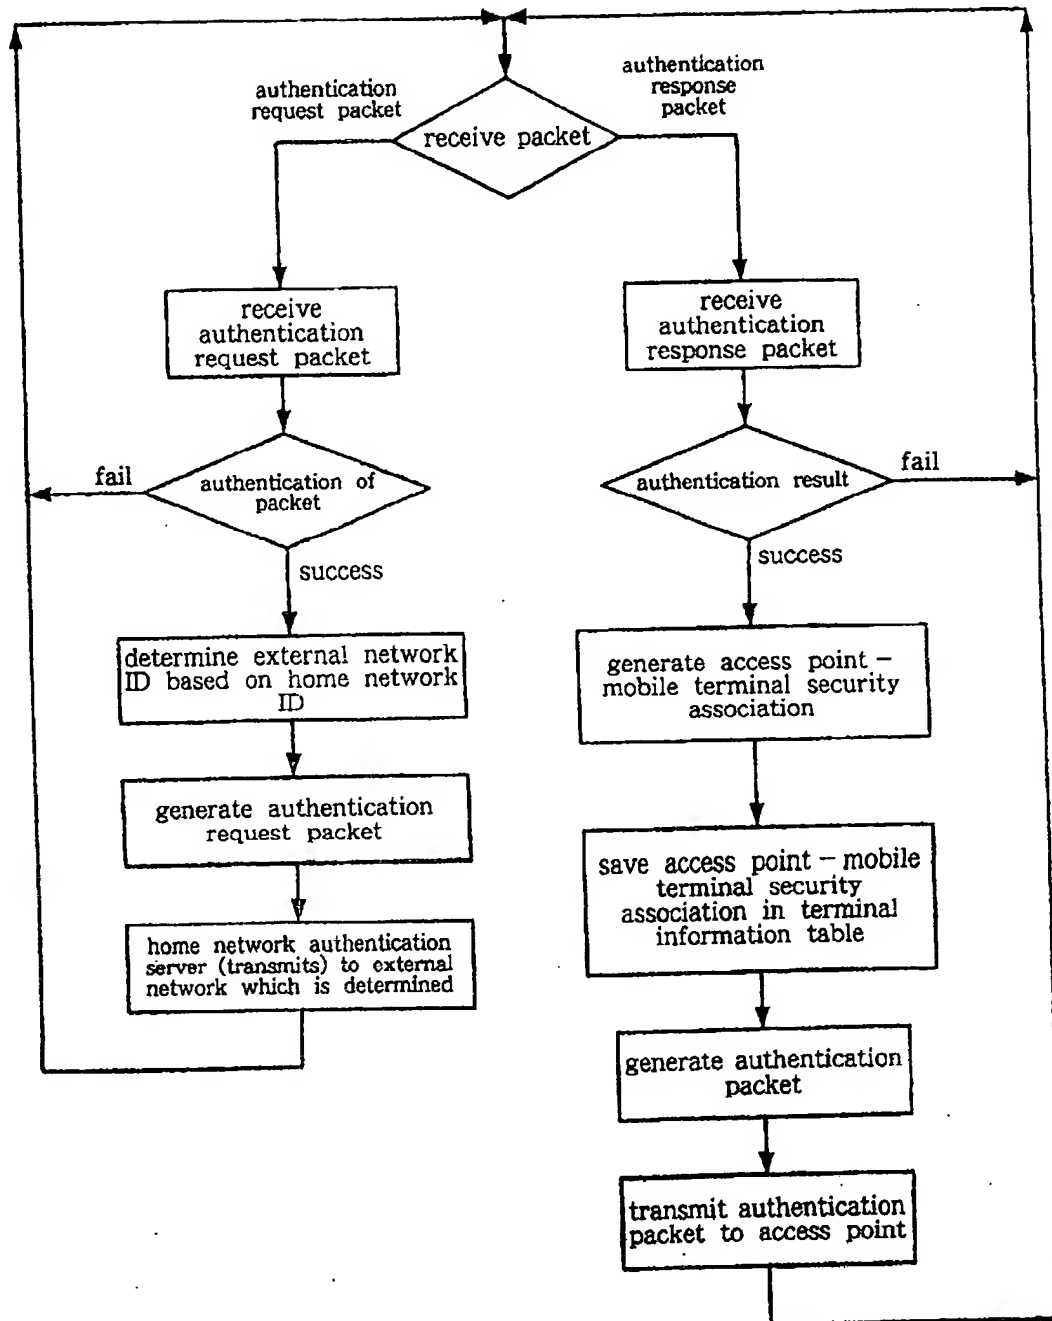 authentication
request packet
authentication
response
packet
receive packet
receive
authentication
request packet
receive
authentication
response packet
fail
authentication of
packet
success
authentication result
fail
success
determine external network
ID based on home network
ID
generate access point –
mobile terminal security
association
generate authentication
request packet
save access point – mobile
terminal security
association in terminal
information table
home network authentication
server (transmits) to external
network which is determined
generate authentication
packet
transmit authentication
packet to access point